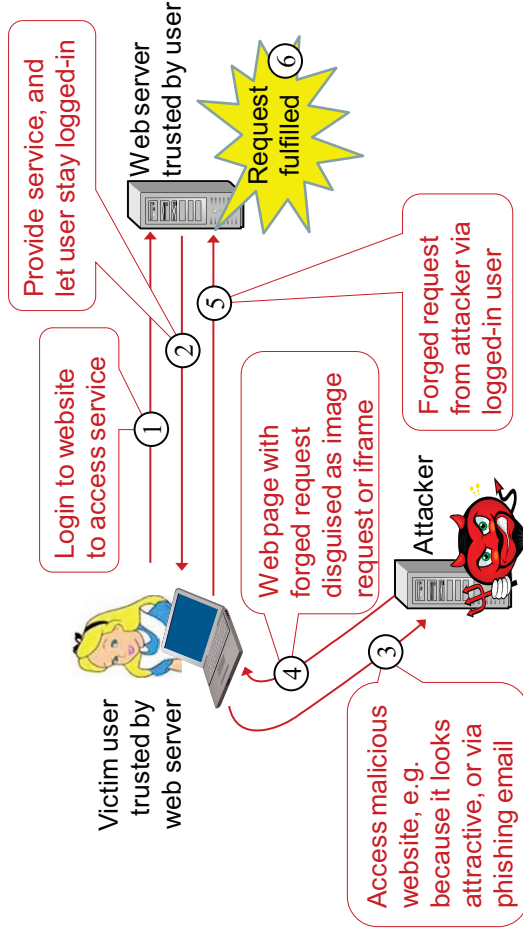 Login to website
to access service
1
Provide service, and
let user stay logged-in
2
Victim user
trusted by
web server
Web server
trusted by user
Access malicious
website, e.g.
because it looks
attractive, or via
phishing email
3
Webpage with
forged request
disguised as image
request or iframe
4
Attacker
Forged request
from attacker via
logged-in user
5
Request
fulfilled
6